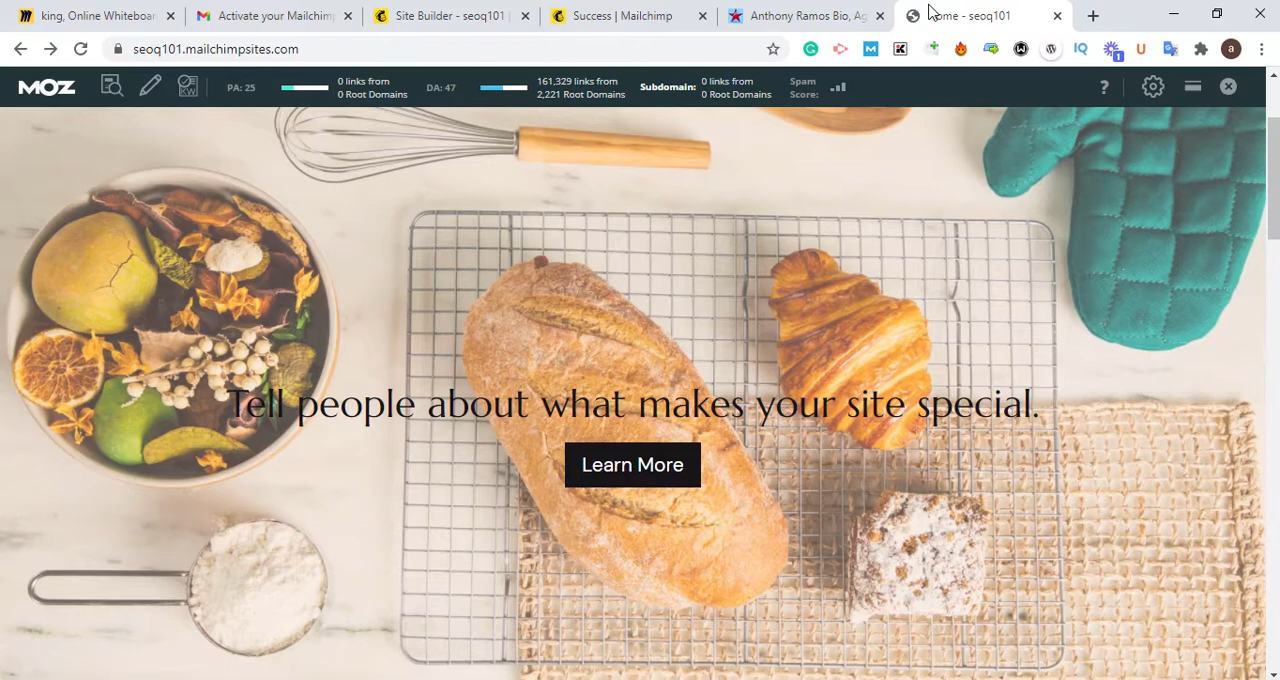 king, Online Whiteboar
Activate your Mailchim
Site Builder - seoq101 |
Success | Mailchimp
Anthony Ramos Bio, Ag
ome - seoq101
seoq101.mailchimpsites.com
1
a
MOZ
KW
PA: 25
0 links from
0 Root Domains
DA: 47
161,329 links from
2,221 Root Domains
Subdomain:
0 links from
0 Root Domains
Spam
Score:
?
Tell people about what makes your site special.
Learn More